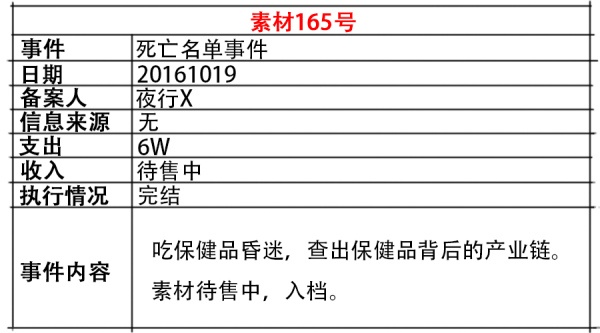 素材165号
事件 死亡名单事件
日期 20161019
备案人 夜行X
信息来源 无
支出 6W
收入 待售中
执行情况 完结
事件内容
吃保健品昏迷，查出保健品背后的产业链。
素材待售中，入档。